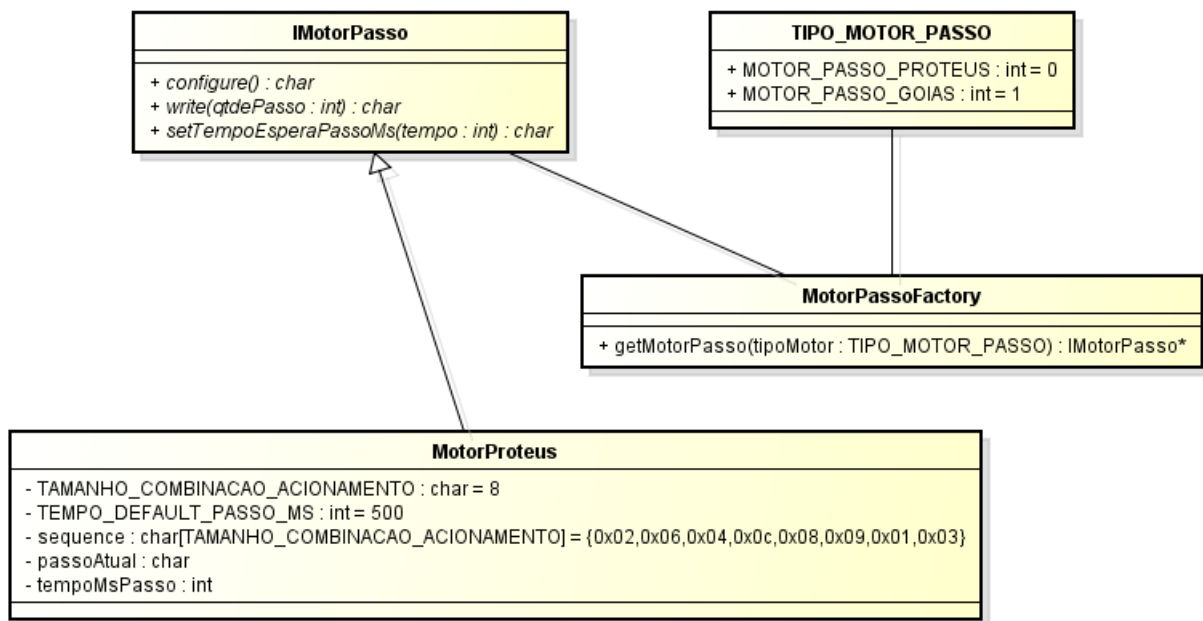 IMotorPasso
+ configure() : char
+ write(qtdePasso : int) : char
+ setTempoEsperaPassoMs(tempo : int) : char
TIPO_MOTOR_PASSO
+ MOTOR_PASSO_PROTEUS : int = 0
+ MOTOR_PASSO_GOIAS : int = 1
MotorPassoFactory
+ getMotorPasso(tipoMotor : TIPO_MOTOR_PASSO) : IMotorPasso*
MotorProteus
- TAMANHO_COMBINACAO_ACIONAMENTO : char = 8
- TEMPO_DEFAULT_PASSO_MS : int = 500
- sequence : char[TAMANHO_COMBINACAO_ACIONAMENTO] = {0x02,0x06,0x04,0x0c,0x08,0x09,0x01,0x03}
- passoAtual : char
- tempoMsPasso : int